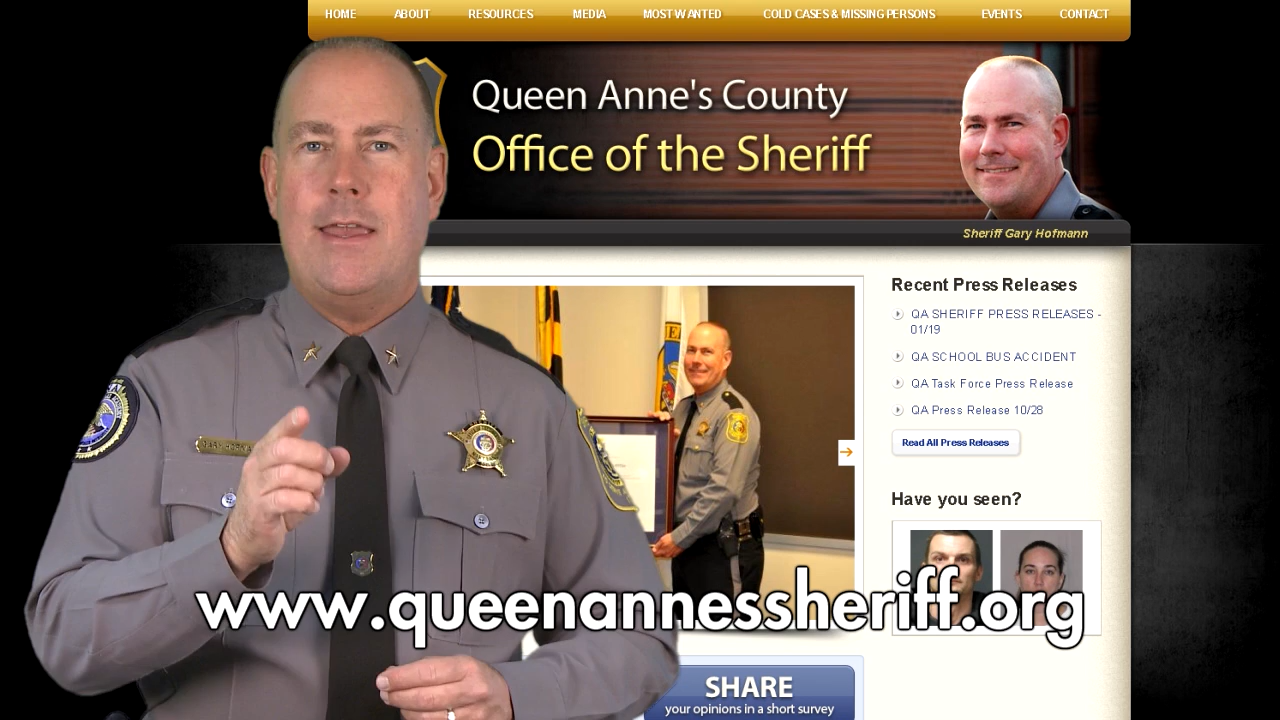 HOME ABOUT RESOURCES MEDIA MOST WANTED COLD CASES & MISSING PERSONS EVENTS CONTACT
Queen Anne's County
Office of the Sheriff
Sheriff Gary Hofmann
Recent Press Releases
QA SHERIFF PRESS RELEASES -
01/19
QA SCHOOL BUS ACCIDENT
QA Task Force Press Release
QA Press Release 10/28
Read All Press Releases
Have you seen?
www.queenannessheriff.org
SHARE
your opinions in a short survey